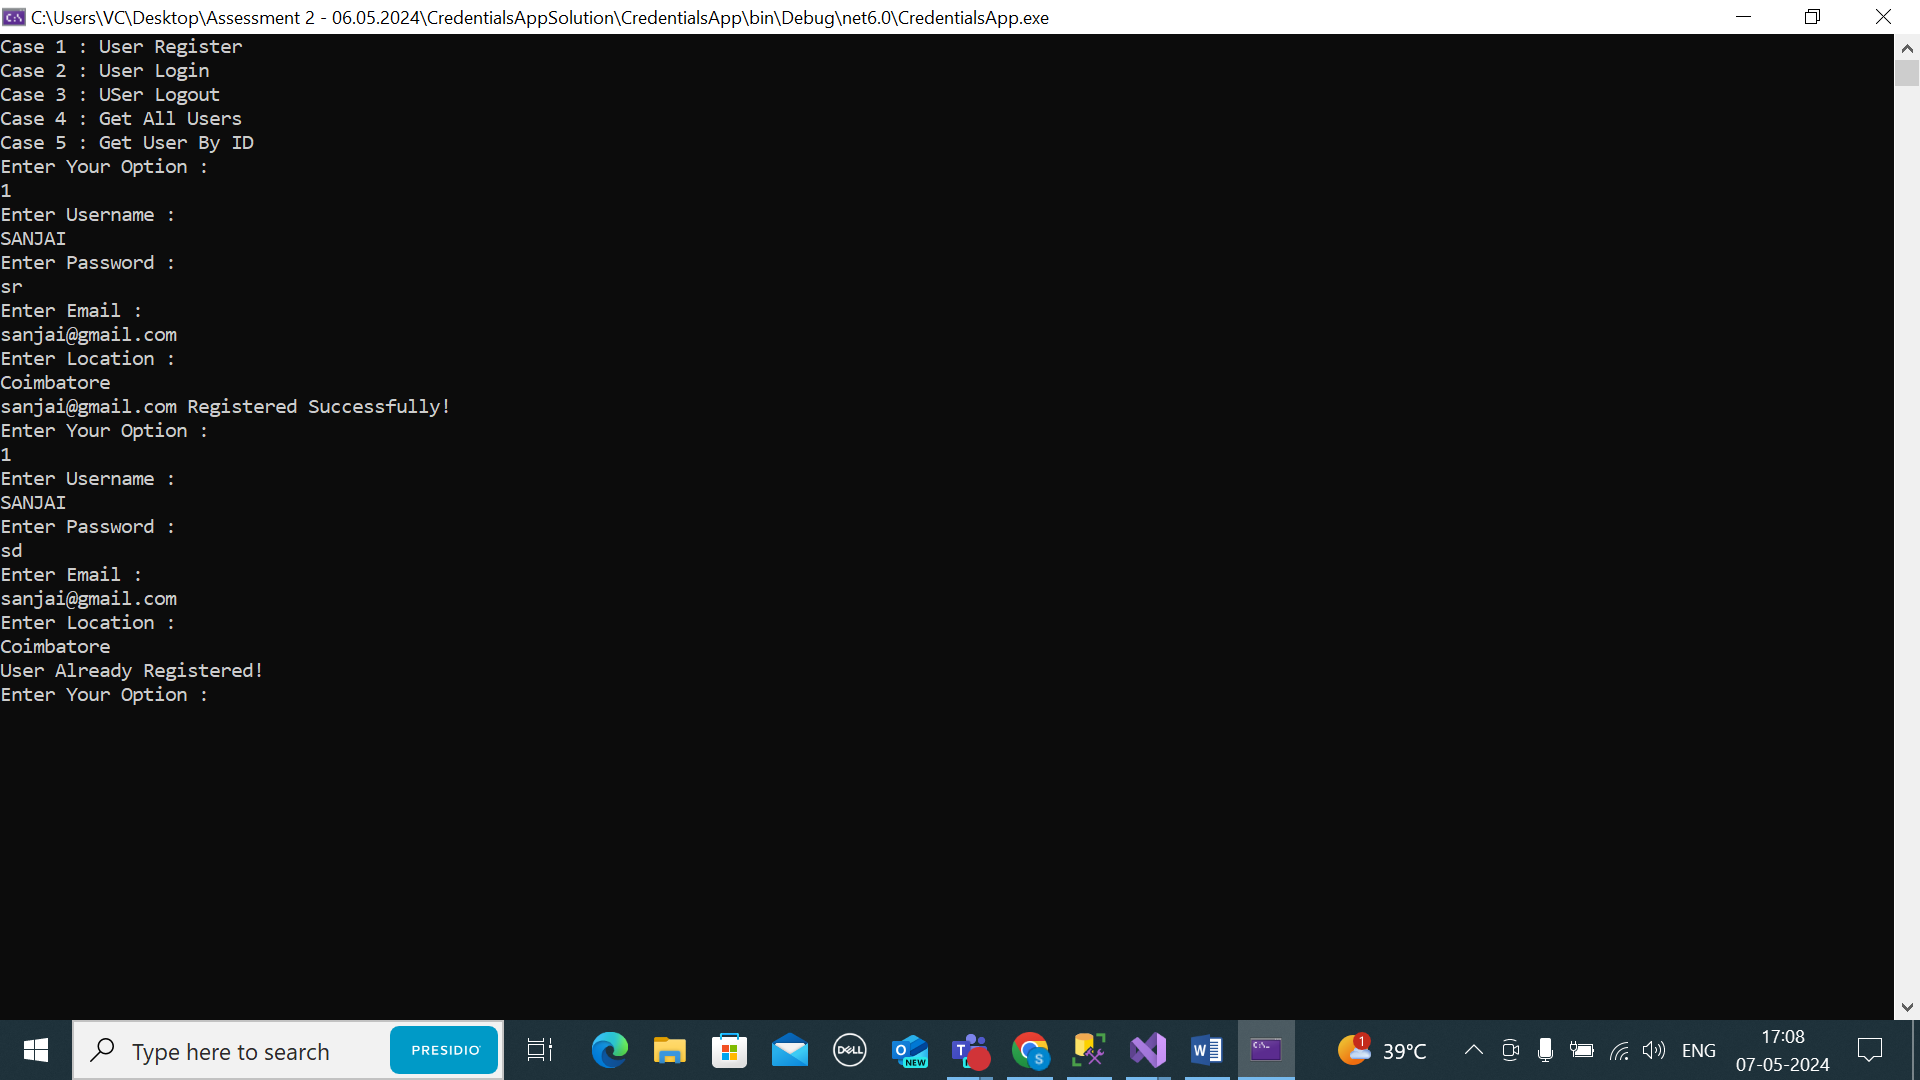 C:\Users\VC\Desktop\Assessment 2 - 06.05.2024\CredentialsAppSolution\CredentialsApp\bin\Debug\net6.0\CredentialsApp.exe
Case 1 : User Register
Case 2 : User Login
Case 3 : USer Logout
Case 4 : Get All Users
Case 5 : Get User By ID
Enter Your Option :
1
Enter Username :
SANJAI
Enter Password :
sr
Enter Email :
sanjai@gmail.com
Enter Location :
Coimbatore
sanjai@gmail.com Registered Successfully!
Enter Your Option :
1
Enter Username :
SANJAI
Enter Password :
sd
Enter Email :
sanjai@gmail.com
Enter Location :
Coimbatore
User Already Registered!
Enter Your Option :
Type here to search
PRESIDIO
DELL
NEW
S
1
39°C
ENG
17:08
07-05-2024